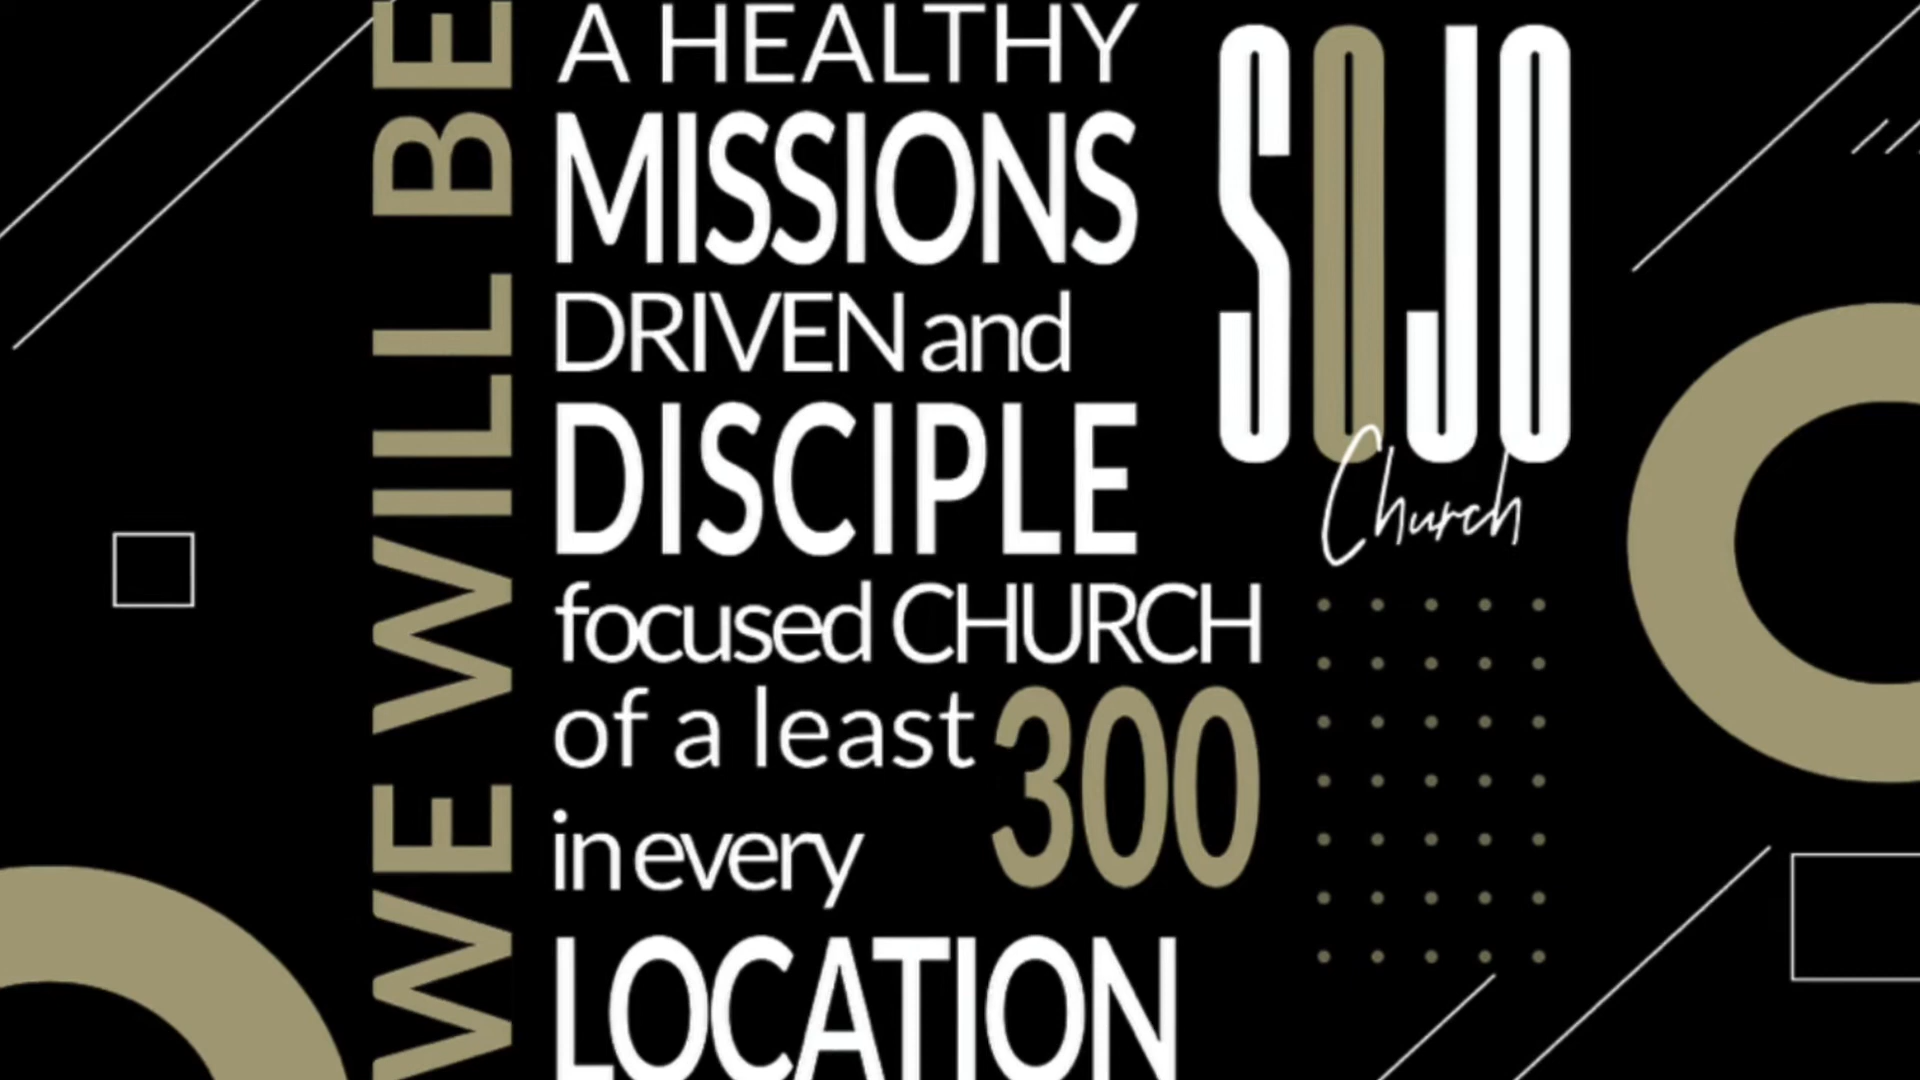 WE WILL BE
A HEALTHY
MISSIONS
DRIVEN and
DISCIPLE
focused CHURCH
of a least 300
in every
LOCATION
SOJO
Church